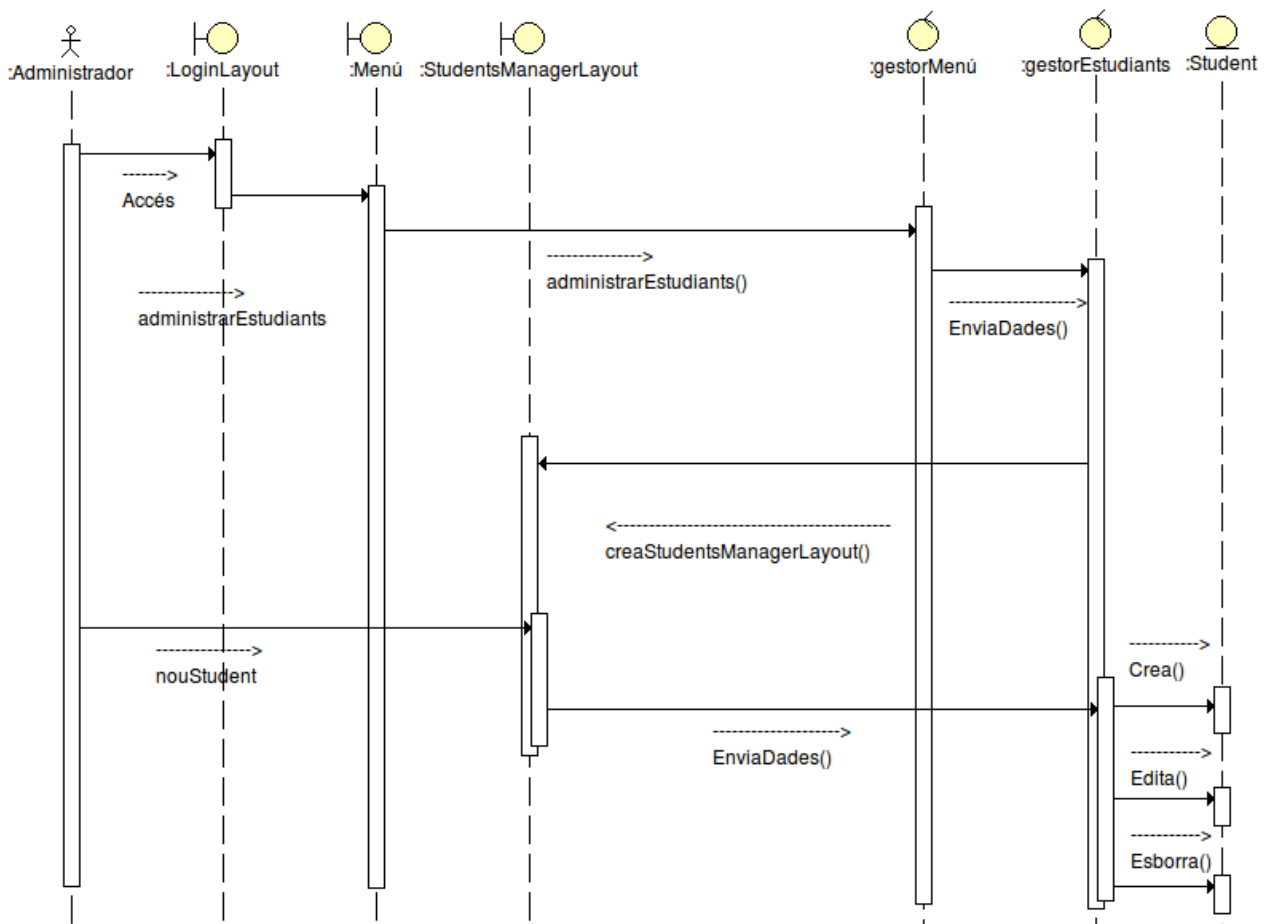 :Administrador
:LoginLayout
:Menú
:StudentsManagerLayout
:gestorMenú
:gestorEstudiants
:Student
------->
Accés
--------------->
administrarEstudiants
--------------->
administrarEstudiants()
-------------------->
EnviaDades()
<-------------------------------------------
creaStudentsManagerLayout()
--------------->
nouStudent
----------->
Crea()
-------------------->
EnviaDades()
----------->
Edita()
----------->
Esborra()